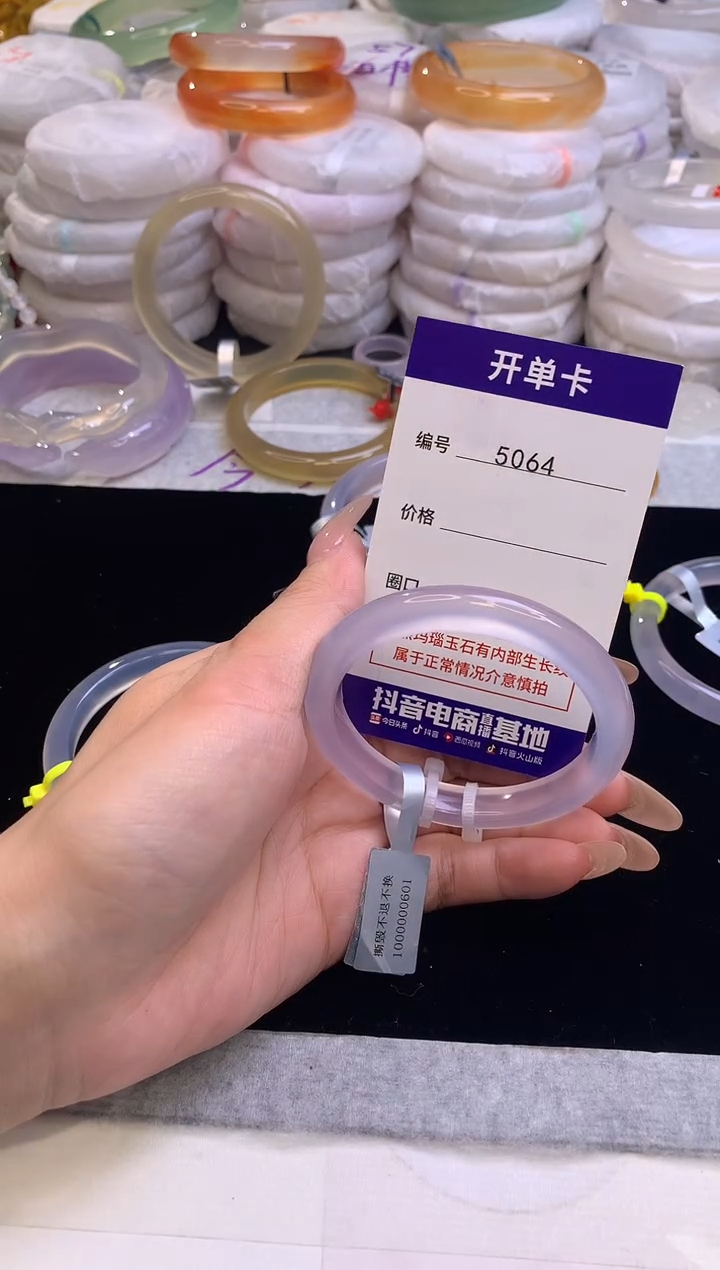 开单卡
编号 5064
价格
圈口
玛瑙玉石有内部生长纹
属于正常情况介意慎拍
抖音电商直播基地
今日头条 抖音 西瓜视频 抖音火山版
撕毁不退不换
1000000601